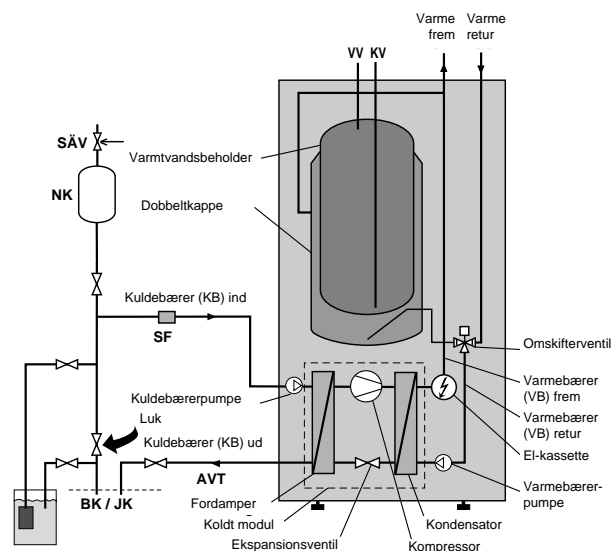 Varme
frem
Varme
retur
VV
KV
SÄV
Varmtvandsbeholder
NK
Dobbeltkappe
Kuldebærer (KB) ind
SF
Omskifterventil
Varmebærer
(VB) frem
Kuldebærerpumpe
Luk
Varmebærer
(VB) retur
Kuldebærer (KB) ud
El-kassette
AVT
BK / JK
Fordamper
Varmebærer-
pumpe
Koldt modul
Kondensator
Ekspansionsventil
Kompressor